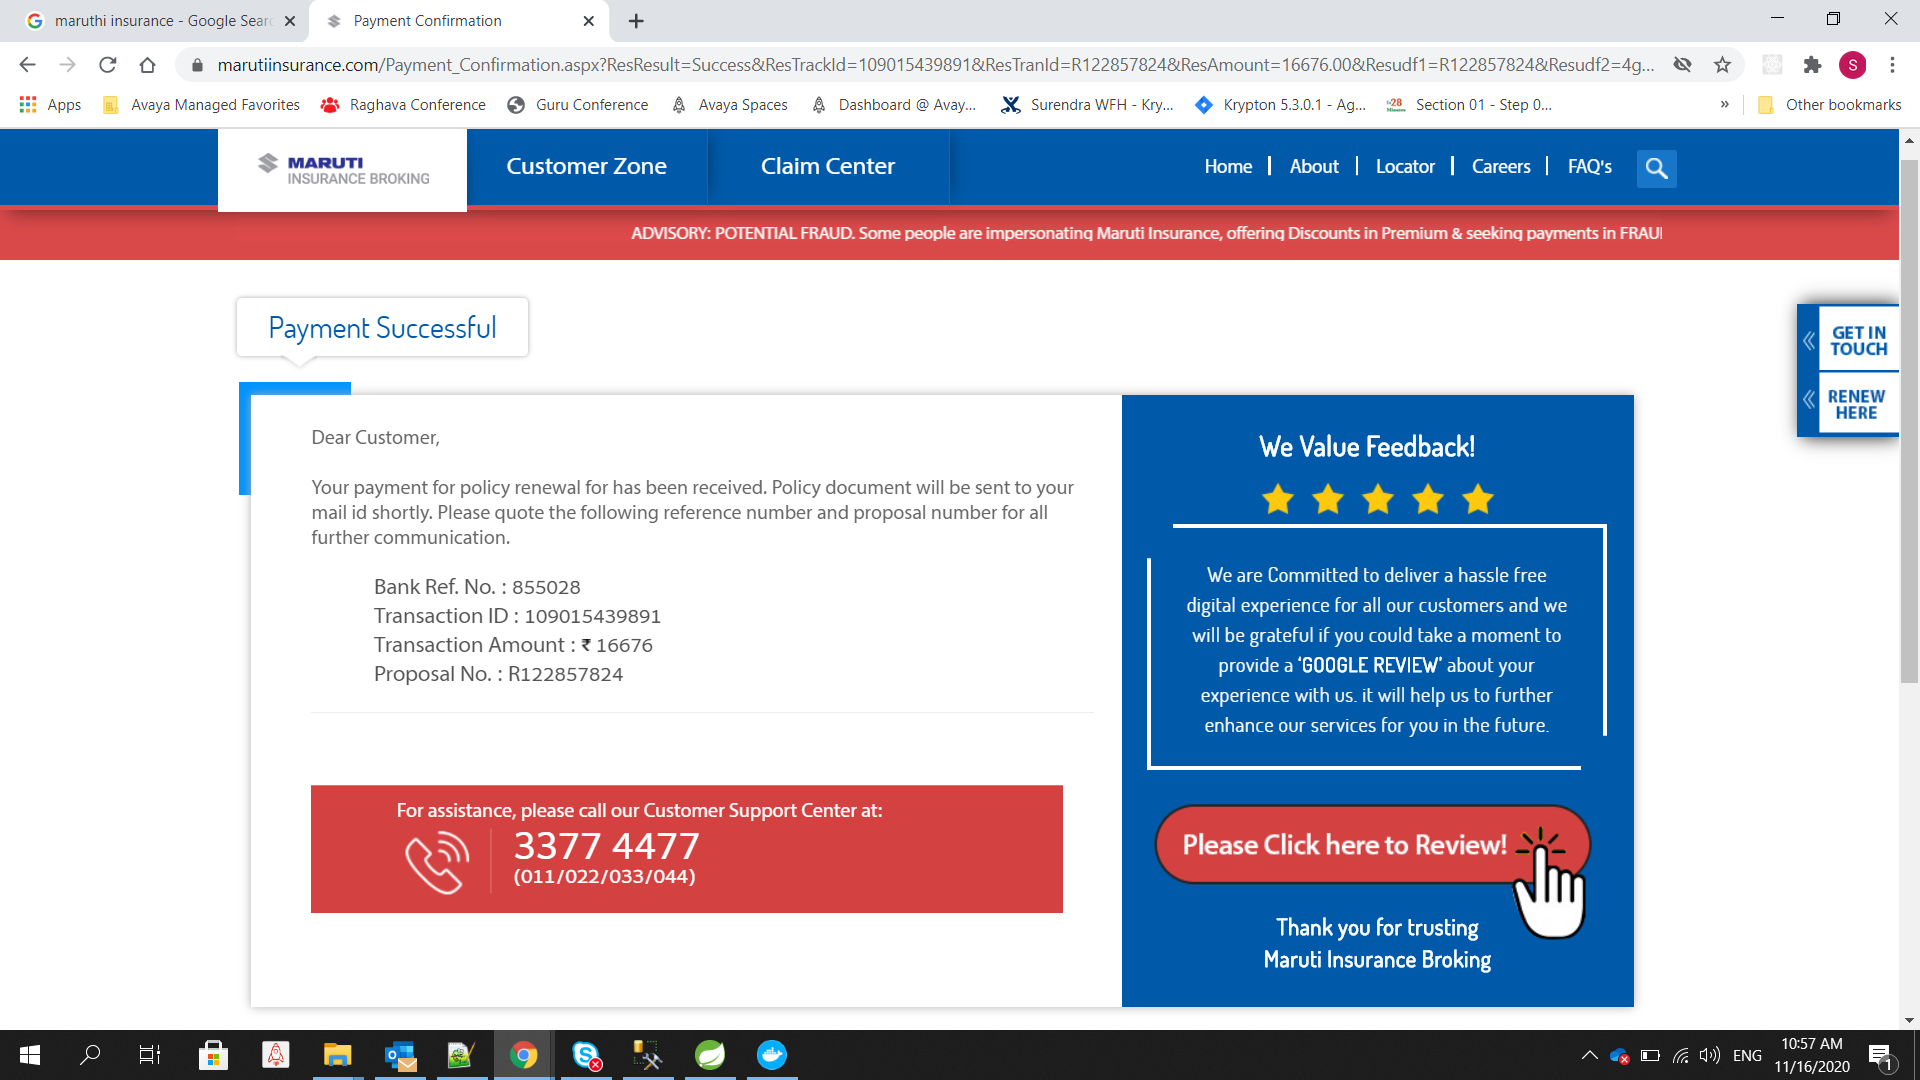 maruthi insurance - Google Sear
Payment Confirmation
marutiinsurance.com/Payment_Confirmation.aspx?ResResult=Success&ResTrackId=109015439891&ResTranId=R122857824&ResAmount=16676.00&Resudf1=R122857824&Resudf2=4g...
S
Apps
Avaya Managed Favorites
Raghava Conference
Guru Conference
Avaya Spaces
Dashboard @ Avay...
Surendra WFH - Kry...
Krypton 5.3.0.1 - Ag...
Section 01 - Step 0...
»
Other bookmarks
MARUTI
INSURANCE BROKING
Customer Zone
Claim Center
Home | About | Locator | Careers | FAQ's
ADVISORY: POTENTIAL FRAUD. Some people are impersonating Maruti Insurance, offering Discounts in Premium & seeking payments in FRAU
GET IN
TOUCH
RENEW
HERE
Payment Successful
Dear Customer,
Your payment for policy renewal for has been received. Policy document will be sent to your
mail id shortly. Please quote the following reference number and proposal number for all
further communication.
Bank Ref. No. : 855028
Transaction ID : 109015439891
Transaction Amount : ₹ 16676
Proposal No. : R122857824
For assistance, please call our Customer Support Center at:
3377 4477
(011/022/033/044)
We Value Feedback!
We are Committed to deliver a hassle free
digital experience for all our customers and we
will be grateful if you could take a moment to
provide a ‘GOOGLE REVIEW’ about your
experience with us. it will help us to further
enhance our services for you in the future.
Please Click here to Review!
Thank you for trusting
Maruti Insurance Broking
ENG
10:57 AM
11/16/2020
1